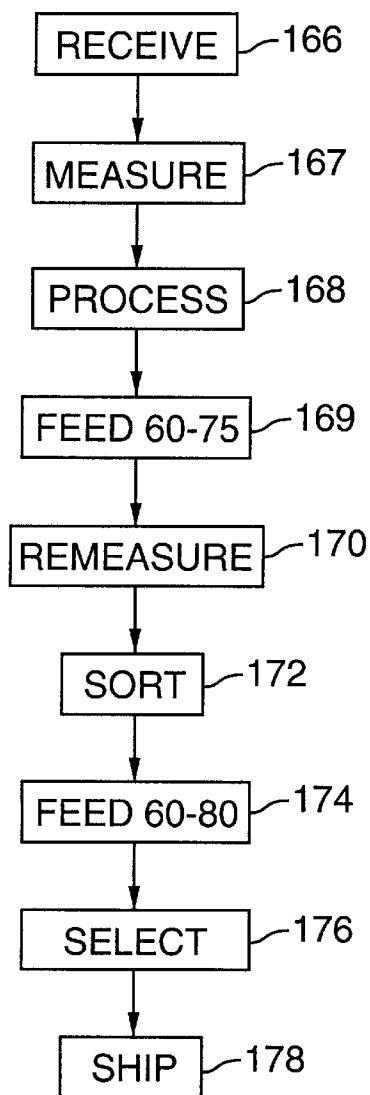 RECEIVE 166
MEASURE 167
PROCESS 168
FEED 60-75 169
REMEASURE 170
SORT 172
FEED 60-80 174
SELECT 176
SHIP 178